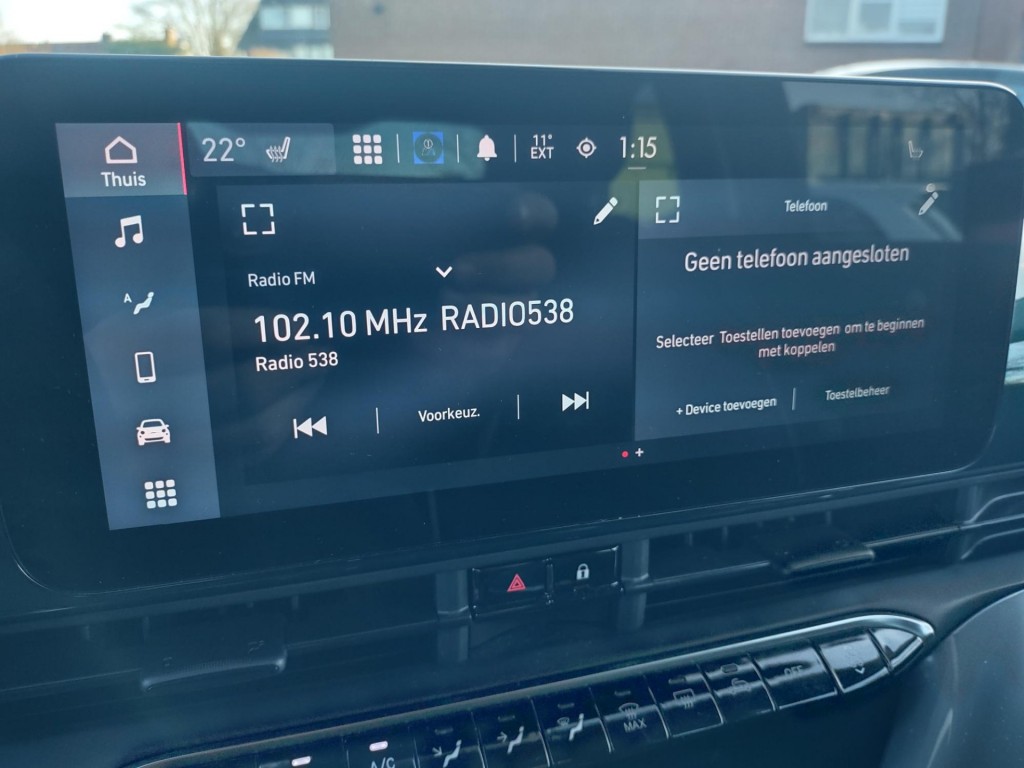 Thuis
22°
11°
EXT
1:15
Telefoon
Geen telefoon aangesloten
Radio FM
102.10 MHz RADIO538
Radio 538
Selecteer Toestellen toevoegen om te beginnen
met koppelen
Voorkeuz.
+ Device toevoegen
Toestelbeheer
A
A/C
MAX
OFF